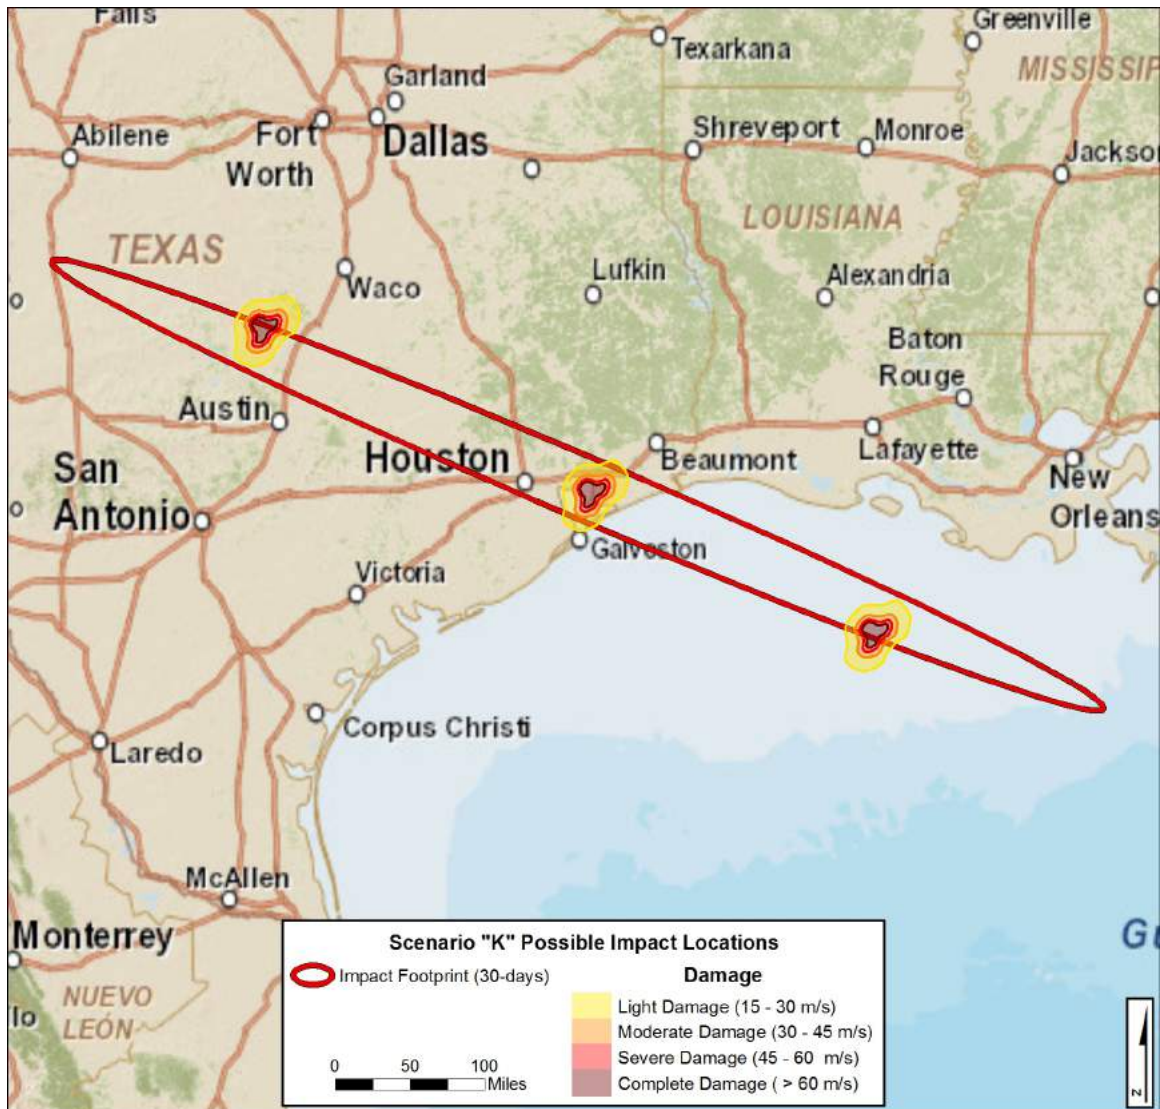 Falls
Greenville
Texarkana
MISSISSIP
Garland
Abilene
Fort
Worth
Dallas
Shreveport
Monroe
Jackso
TEXAS
LOUISIANA
Waco
Lufkin
Alexandria
Baton
Rouge
Austin
Houston
Beaumont
Lafayette
San
Antonio
New
Orleans
Galveston
Victoria
Corpus Christi
Laredo
McAllen
Monterrey
Gu
NUEVO
LEÓN
lo
Scenario "K" Possible Impact Locations
Impact Footprint (30-days)
Damage
Light Damage (15 - 30 m/s)
Moderate Damage (30 - 45 m/s)
Severe Damage (45 - 60 m/s)
Complete Damage ( > 60 m/s)
0 50 100
Miles
N